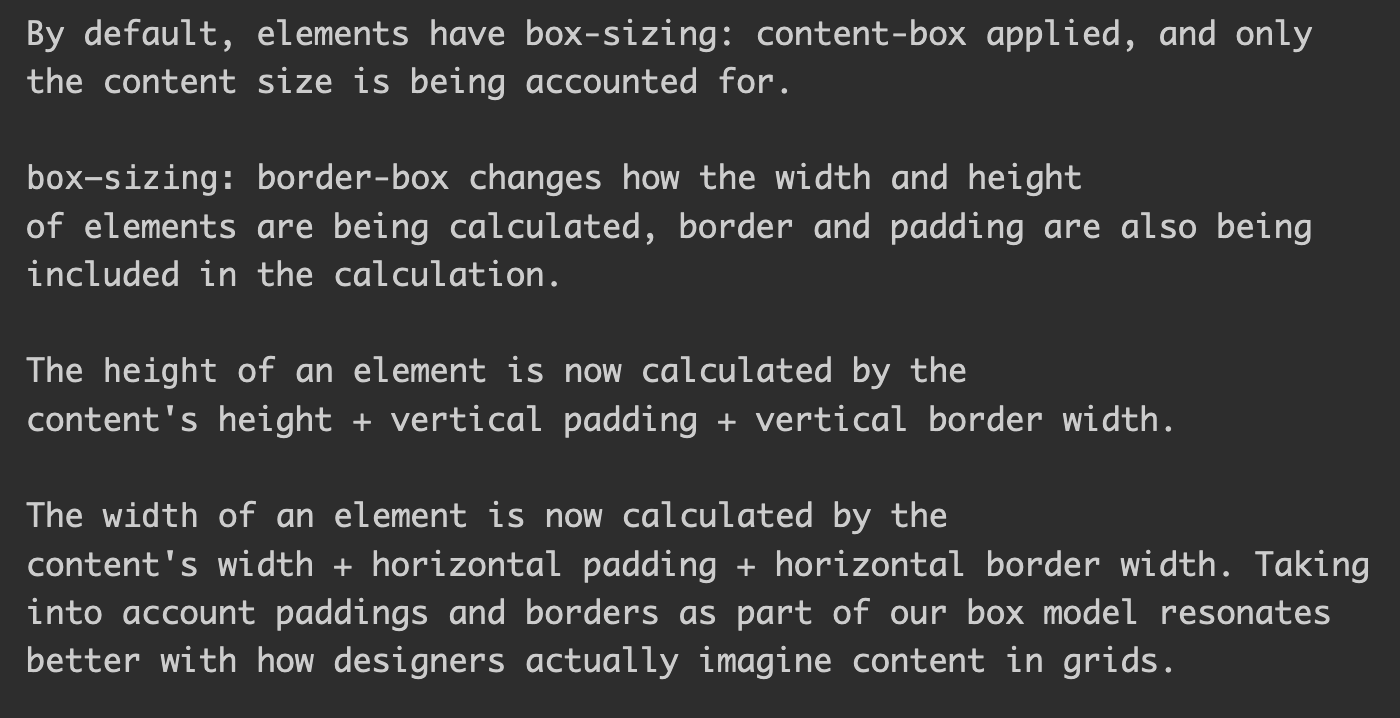 By default, elements have box-sizing: content-box applied, and only
the content size is being accounted for.
box-sizing: border-box changes how the width and height
of elements are being calculated, border and padding are also being
included in the calculation.
The height of an element is now calculated by the
content's height + vertical padding + vertical border width.
The width of an element is now calculated by the
content's width + horizontal padding + horizontal border width. Taking
into account paddings and borders as part of our box model resonates
better with how designers actually imagine content in grids.